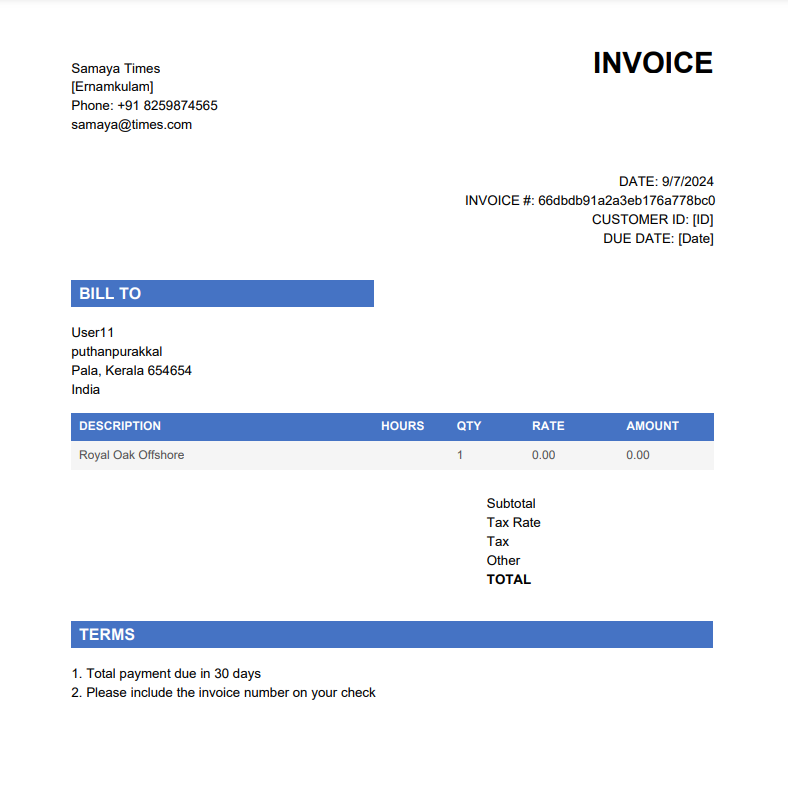 INVOICE
Samaya Times
[Ernamkulam]
Phone: +91 8259874565
samaya@times.com
DATE: 9/7/2024
INVOICE #: 66dbdb91a2a3eb176a778bc0
CUSTOMER ID: [ID]
DUE DATE: [Date]
BILL TO
User11
puthanpurakkal
Pala, Kerala 654654
India
DESCRIPTION HOURS QTY RATE AMOUNT
Royal Oak Offshore 1 0.00 0.00
Subtotal
Tax Rate
Tax
Other
TOTAL
TERMS
1. Total payment due in 30 days
2. Please include the invoice number on your check